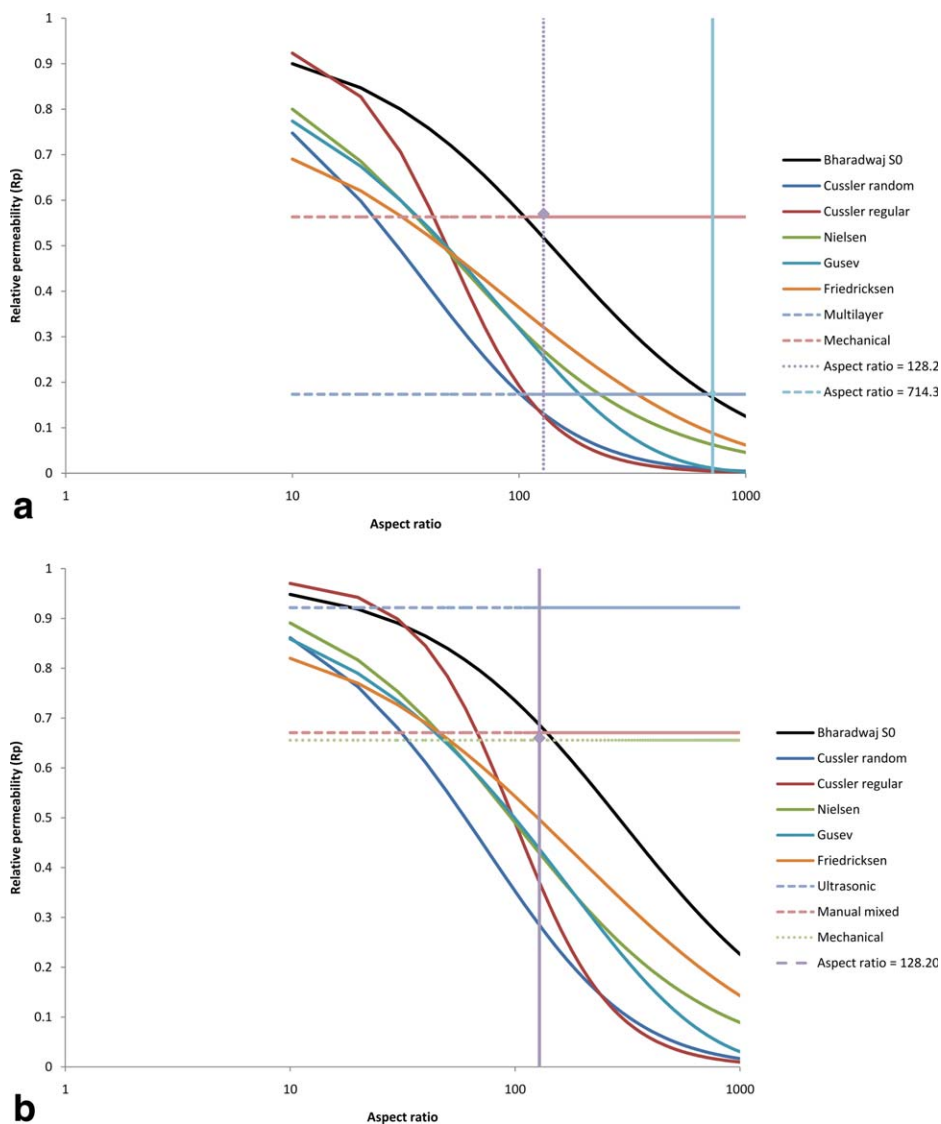 1
0.9
0.8
0.7
0.6
0.5
0.4
0.3
0.2
0.1
0
Relative permeability (Rp)
1
10
100
1000
Aspect ratio
Bharadwaj S0
Cussler random
Cussler regular
Nielsen
Gusev
Friedricksen
Multilayer
Mechanical
Aspect ratio = 128.2
Aspect ratio = 714.3
a
1
0.9
0.8
0.7
0.6
0.5
0.4
0.3
0.2
0.1
0
Relative permeability (Rp)
1
10
100
1000
Aspect ratio
Bharadwaj S0
Cussler random
Cussler regular
Nielsen
Gusev
Friedricksen
Ultrasonic
Manual mixed
Mechanical
Aspect ratio = 128.20
b